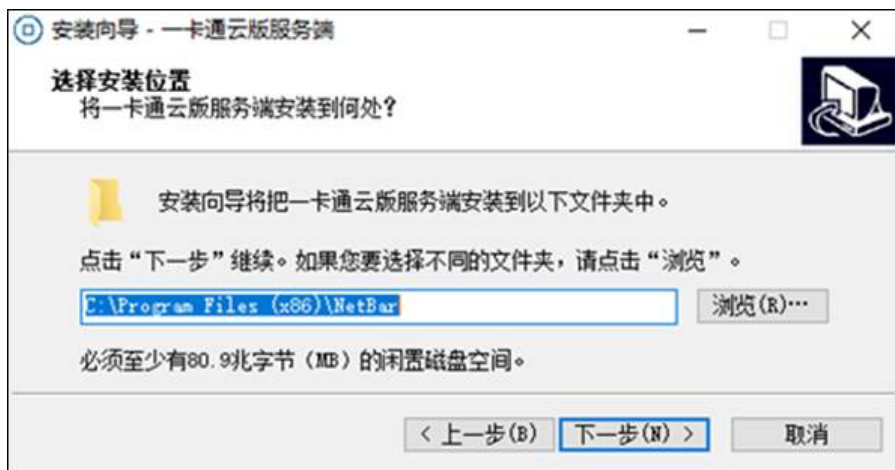 安装向导 - 一卡通云版服务端
选择安装位置
将一卡通云版服务端安装到何处?
安装向导将把一卡通云版服务端安装到以下文件夹中。
点击“下一步”继续。如果您要选择不同的文件夹,请点击“浏览”。
C:\Program Files (x86)\NetBar
浏览(R)…
必须至少有80.9兆字节(MB)的闲置磁盘空间。
< 上一步(B)
下一步(N) >
取消